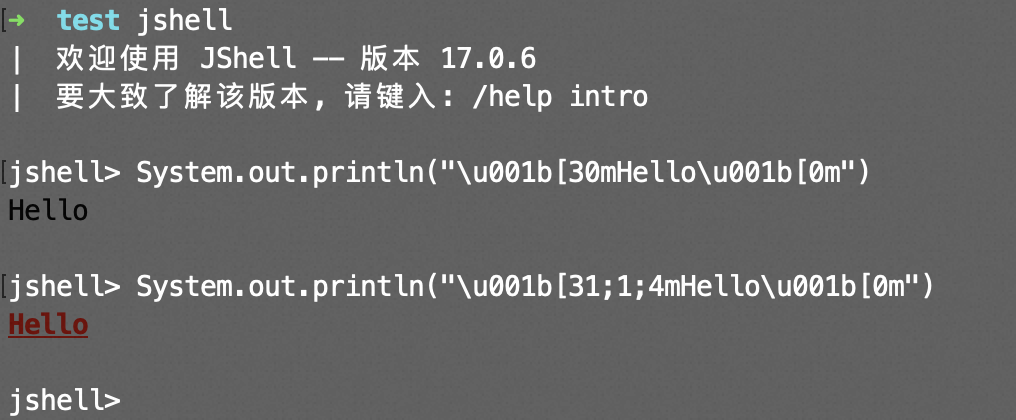 [➜  test jshell
|  欢迎使用 JShell -- 版本 17.0.6
|  要大致了解该版本, 请键入: /help intro
[jshell> System.out.println("\u001b[30mHello\u001b[0m")
Hello
[jshell> System.out.println("\u001b[31;1;4mHello\u001b[0m")
Hello
jshell>